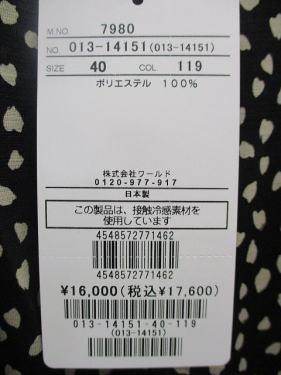 M.NO. 7980
NO. 013-14151(013-14151)
SIZE 40 COL 119
ポリエステル 100%
株式会社ワールド
0120-977-917
日本製
この製品は、接触冷感素材を
使用しています
4548572771462
4548572771462
¥16,000(税込¥17,600)
013-14151-40-119